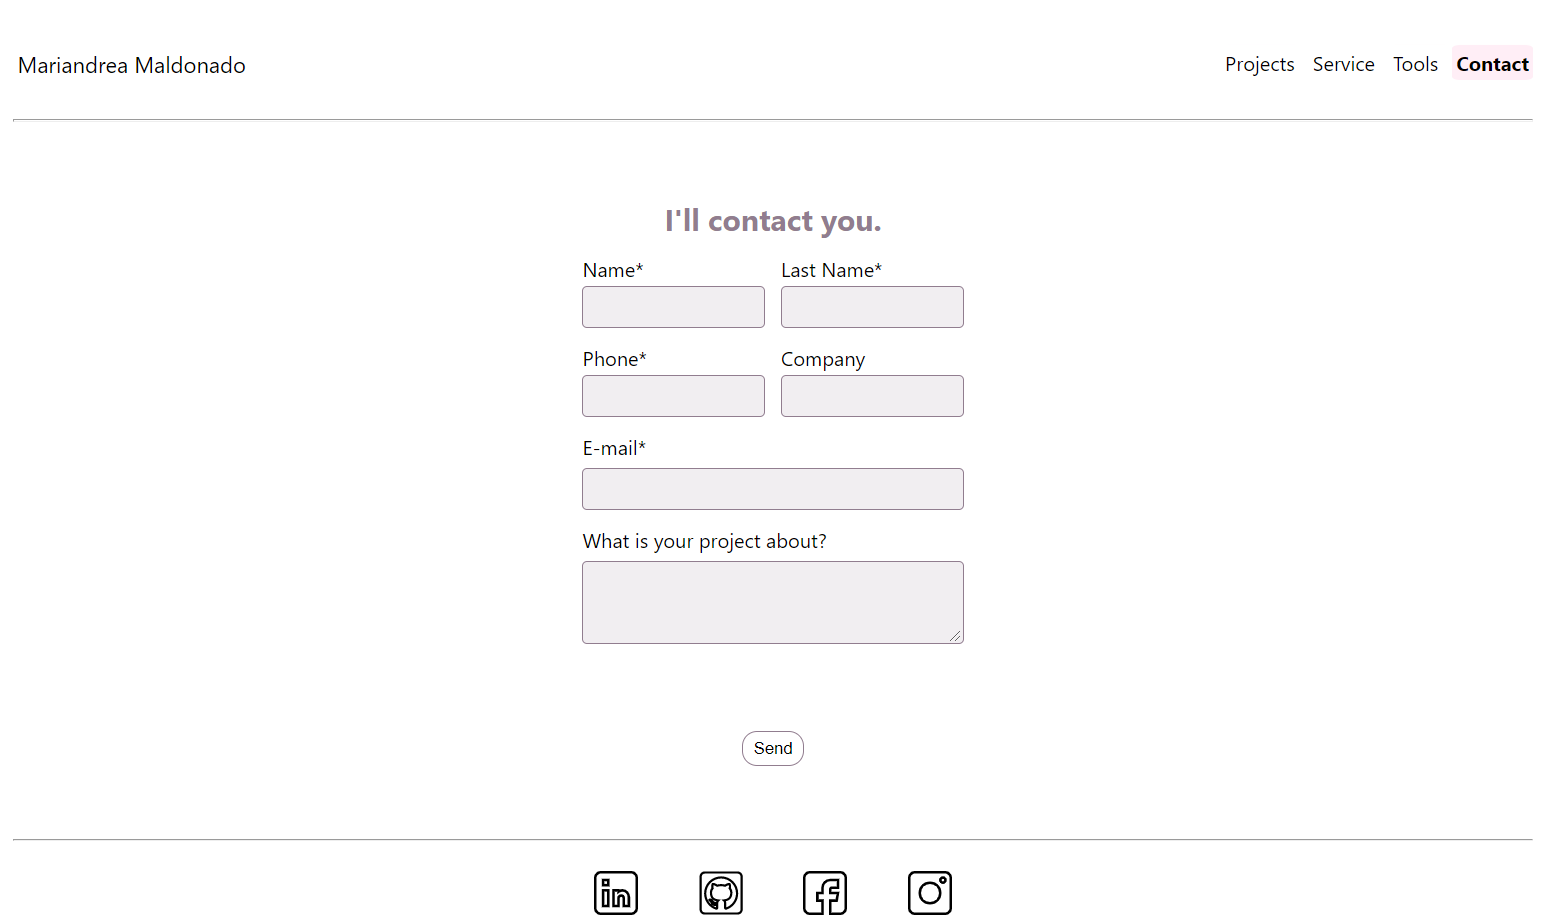 Mariandrea Maldonado
Projects Service Tools Contact
I'll contact you.
Name* Last Name*
Phone* Company
E-mail*
What is your project about?
Send
in